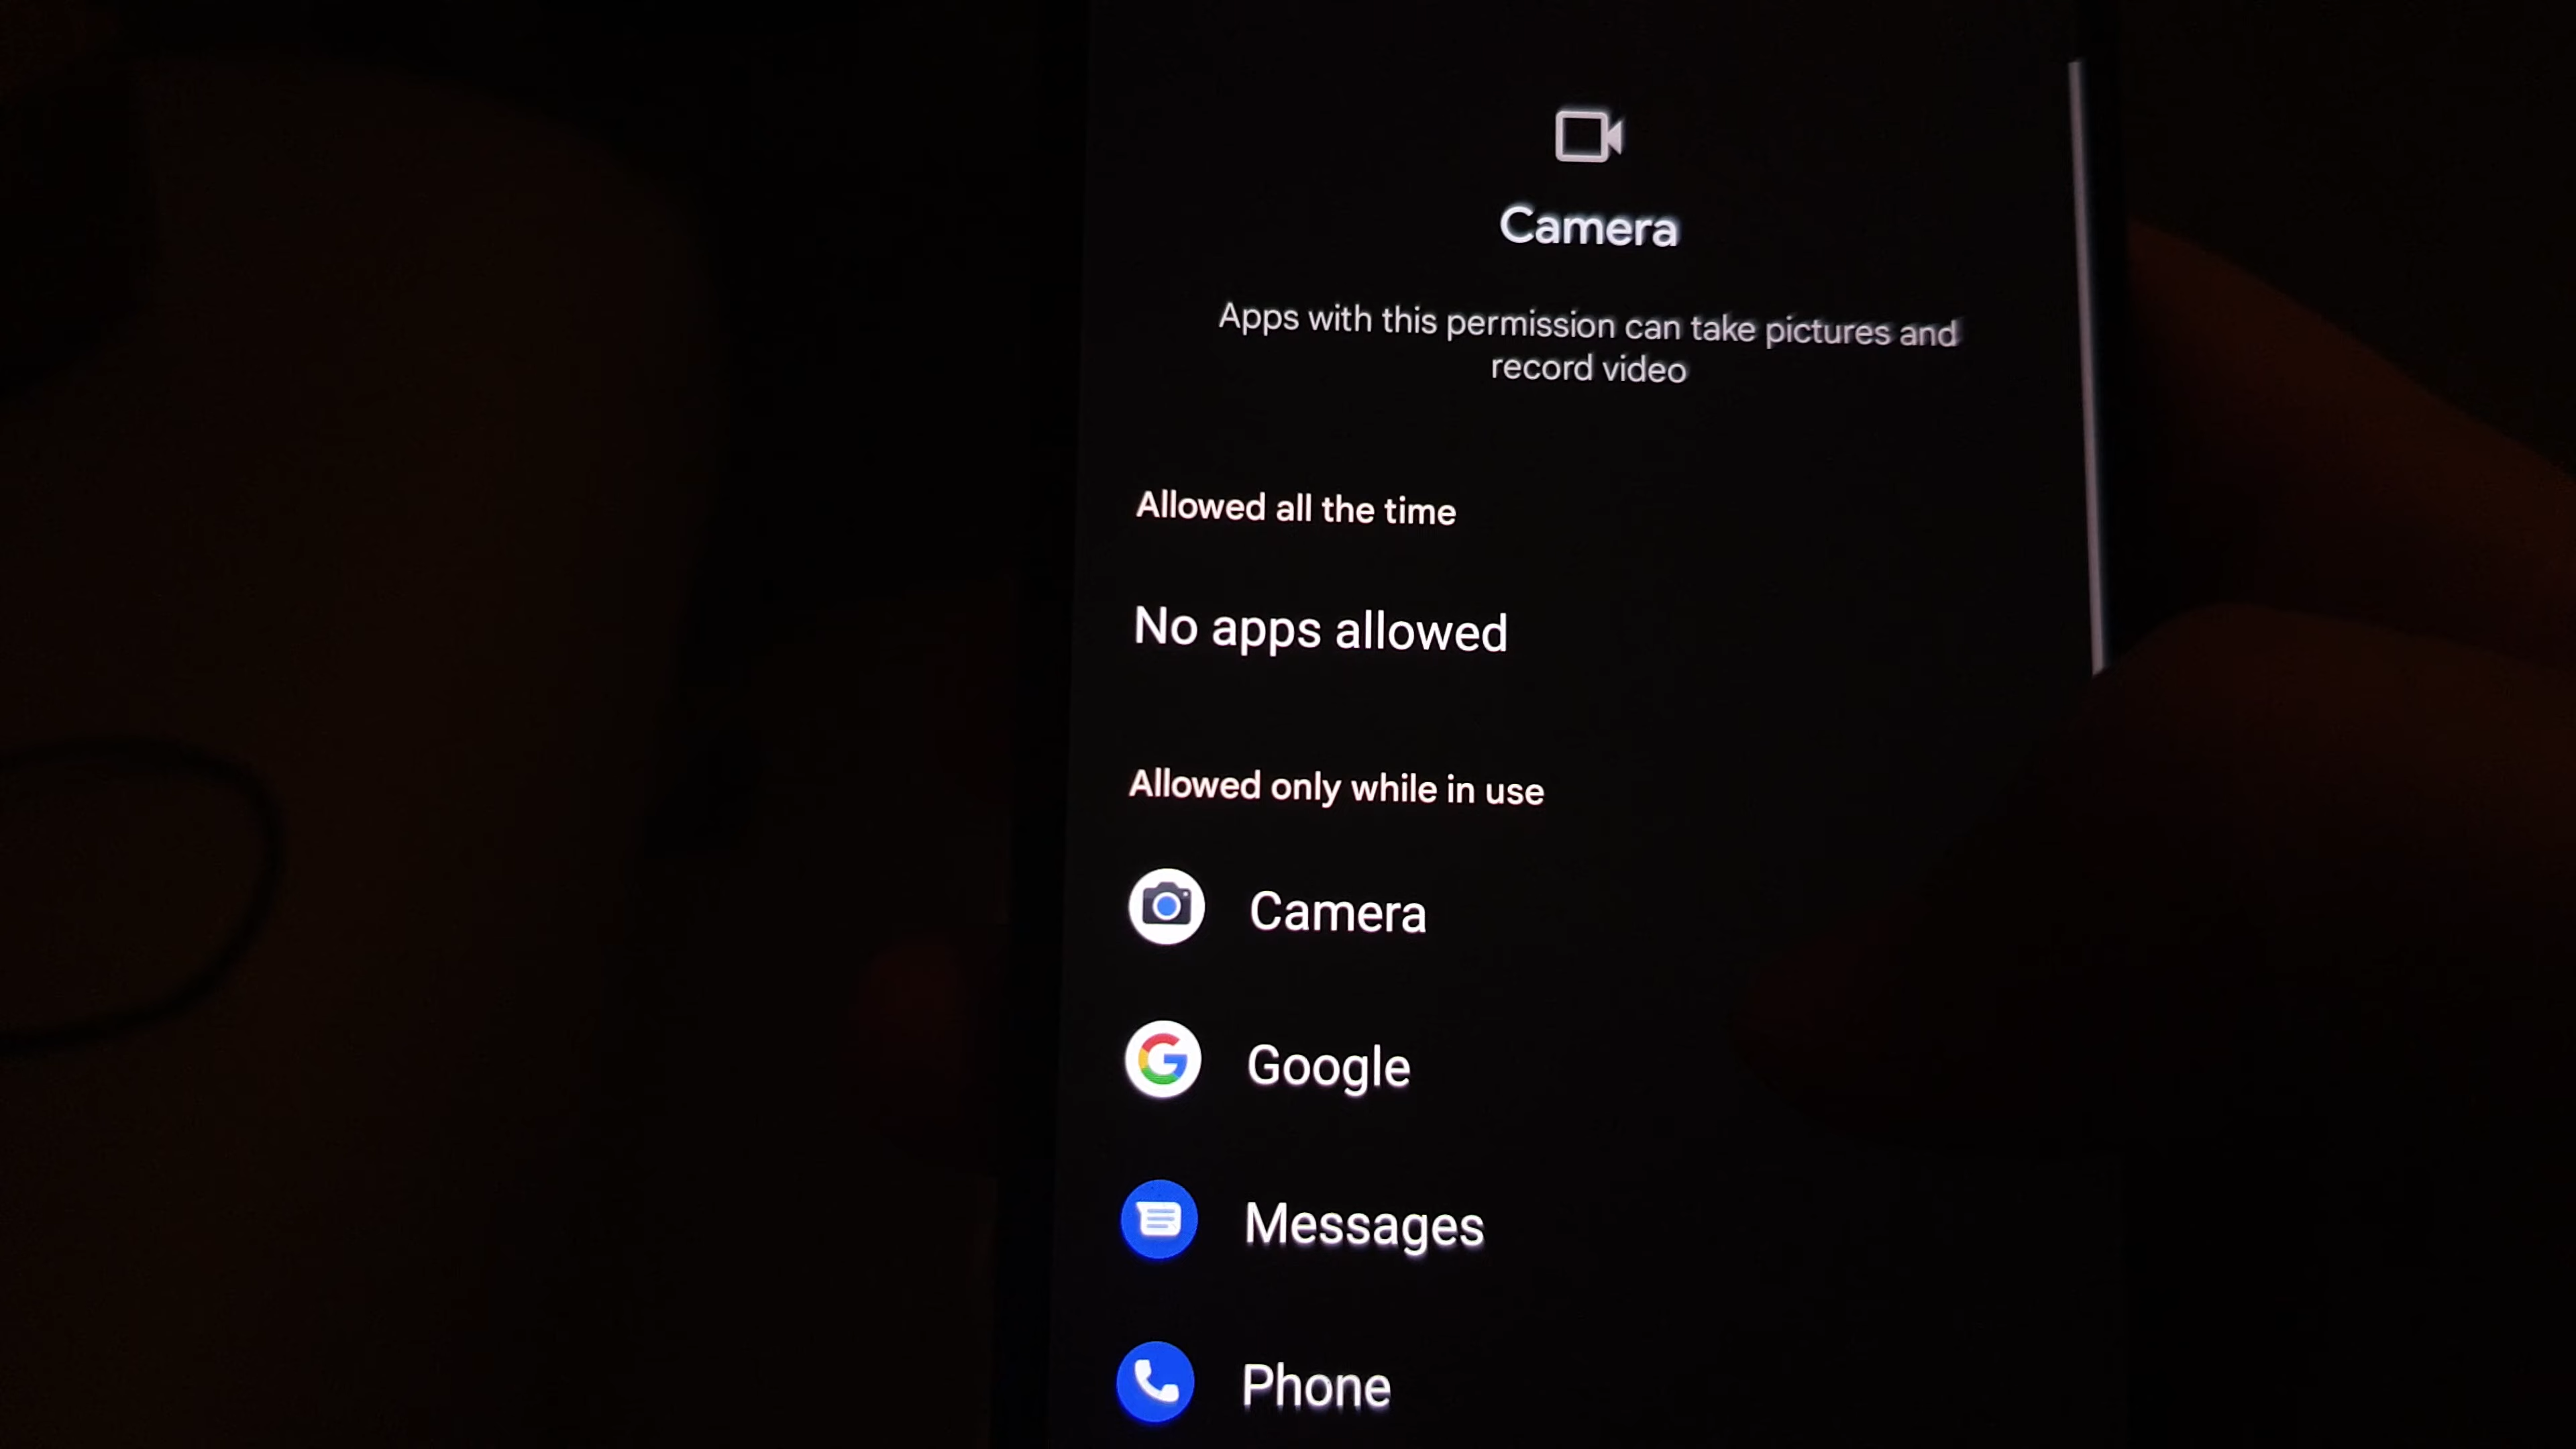 Camera
Apps with this permission can take pictures and
record video
Allowed all the time
No apps allowed
Allowed only while in use
Camera
Google
Messages
Phone